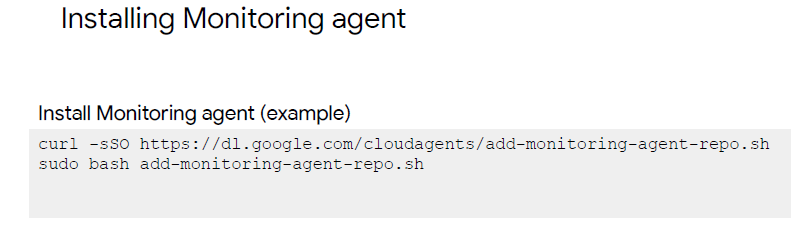 Installing Monitoring agent
Install Monitoring agent (example)
curl -sSO https://dl.google.com/cloudagents/add-monitoring-agent-repo.sh
sudo bash add-monitoring-agent-repo.sh